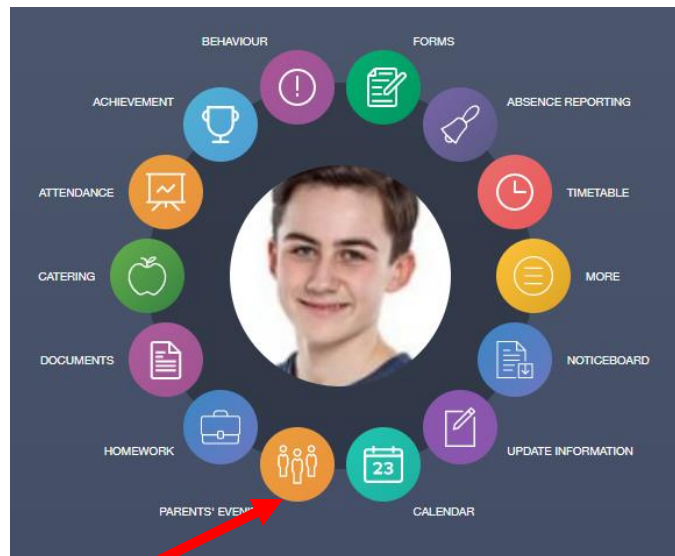 BEHAVIOUR
FORMS
ACHIEVEMENT
ABSENCE REPORTING
ATTENDANCE
TIMETABLE
CATERING
MORE
DOCUMENTS
NOTICEBOARD
HOMEWORK
UPDATE INFORMATION
23
PARENTS'
CALENDAR